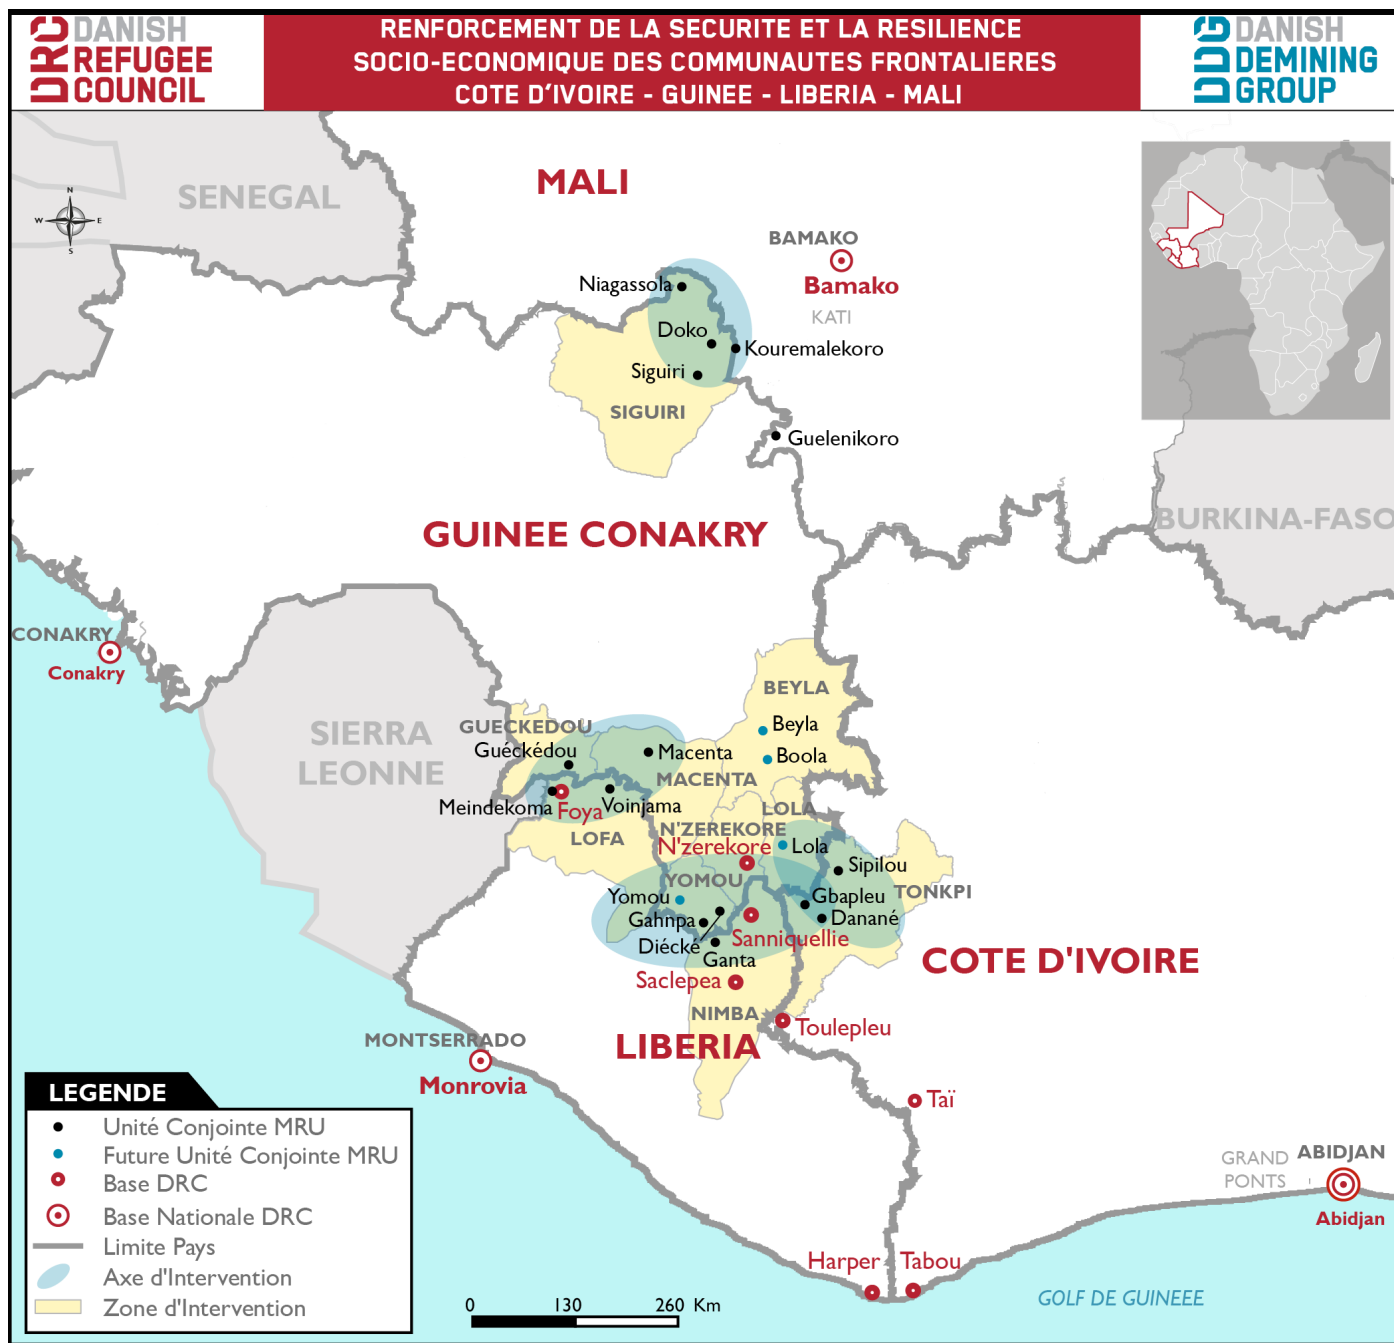 DRC DANISH
REFUGEE
COUNCIL
RENFORCEMENT DE LA SECURITE ET LA RESILIENCE
SOCIO-ECONOMIQUE DES COMMUNAUTES FRONTALIERES
COTE D'IVOIRE - GUINEE - LIBERIA - MALI
DDG DANISH
DEMINING
GROUP
MALI
SENEGAL
N
W E
S
BAMAKO
Bamako
KATI
Niagassola
Doko
Kouremalekoro
Siguiri
SIGUIRI
Guelenikoro
GUINEE CONAKRY
BURKINA-FASO
CONAKRY
Conakry
SIERRA
LEONNE
BEYLA
Beyla
Boola
GUECKEDOU
Guéckédou
Macenta
MACENTA
Meindekoma
Foya
Voinjama
LOFA
LOLA
N'ZEREKORE
N'zerekore
Lola
Sipilou
YOMOU
TONKPI
Yomou
Gbapleu
Gahnpa
Danané
Diécké
Sanniquellie
Ganta
COTE D'IVOIRE
Saclepea
NIMBA
Toulepleu
LIBERIA
MONTSERRADO
Monrovia
Taï
GRAND
PONTS
ABIDJAN
Abidjan
Harper
Tabou
GOLF DE GUINEEE
LEGENDE
Unité Conjointe MRU
Future Unité Conjointe MRU
Base DRC
Base Nationale DRC
Limite Pays
Axe d'Intervention
Zone d'Intervention
0 130 260 Km